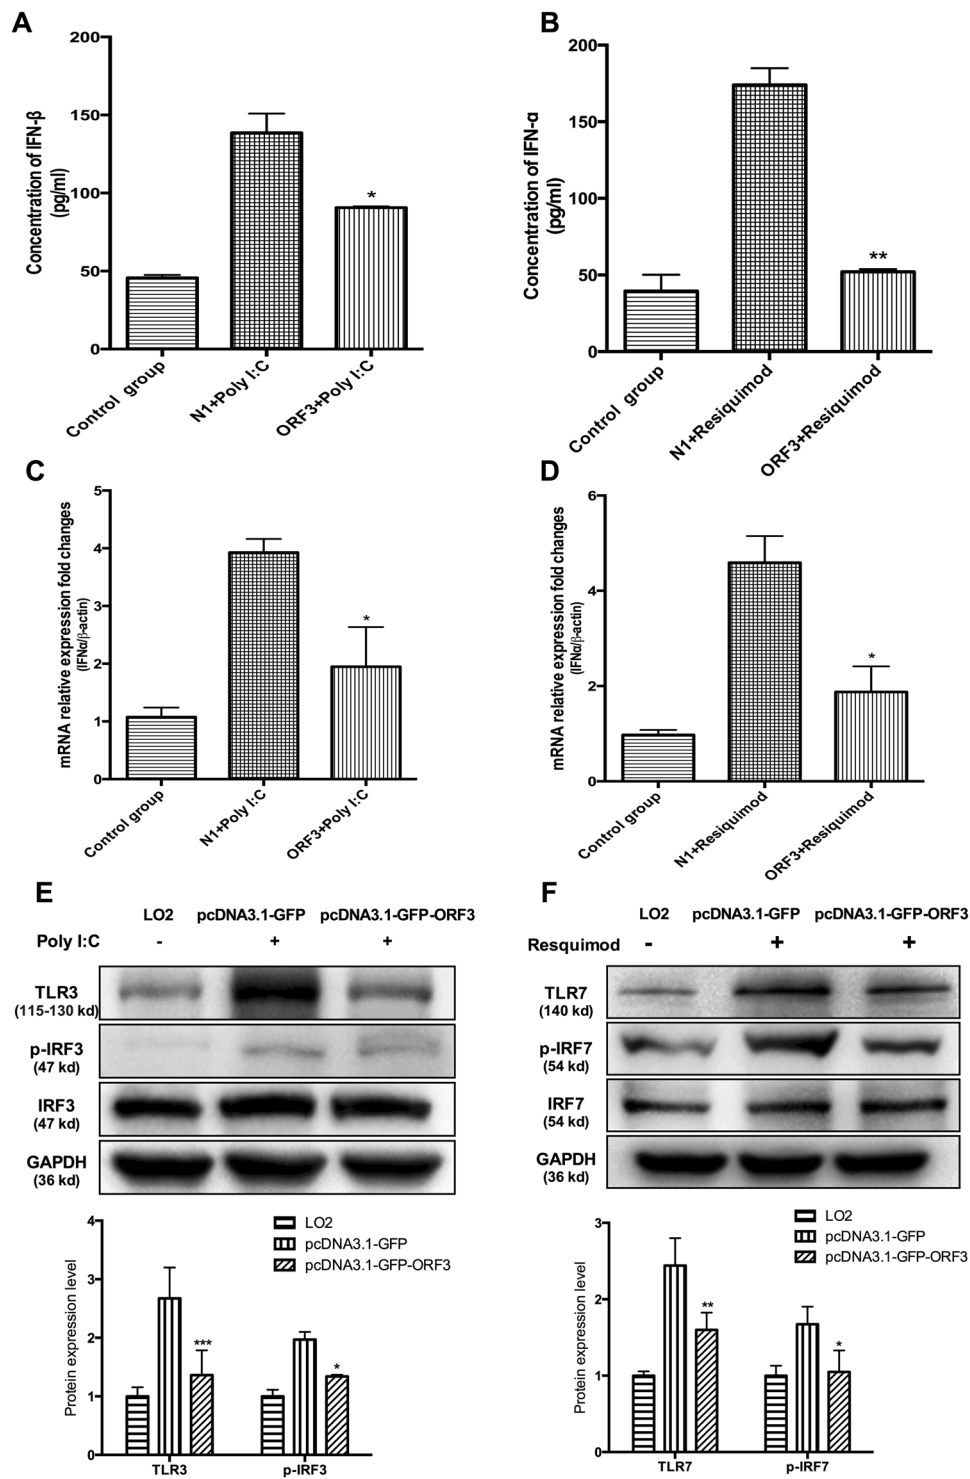 A
Concentration of IFN-β
(pg/ml)
200
150
100
50
0
*
Control group
N1+Poly I:C
ORF3+Poly I:C
B
Concentration of IFN-α
(pg/ml)
200
150
100
50
0
**
Control group
N1+Resiquimod
ORF3+Resiquimod
C
mRNA relative expression fold changes
(IFNα/β-actin)
5
4
3
2
1
0
*
Control group
N1+Poly I:C
ORF3+Poly I:C
D
mRNA relative expression fold changes
(IFNα/β-actin)
6
4
2
0
*
Control group
N1+Resiquimod
ORF3+Resiquimod
E
LO2 pcDNA3.1-GFP pcDNA3.1-GFP-ORF3
Poly I:C - + +
TLR3
(115-130 kd)
p-IRF3
(47 kd)
IRF3
(47 kd)
GAPDH
(36 kd)
Protein expression level
4
3
2
1
0
LO2
pcDNA3.1-GFP
pcDNA3.1-GFP-ORF3
***
*
TLR3 p-IRF3
F
LO2 pcDNA3.1-GFP pcDNA3.1-GFP-ORF3
Resquimod - + +
TLR7
(140 kd)
p-IRF7
(54 kd)
IRF7
(54 kd)
GAPDH
(36 kd)
Protein expression level
3
2
1
0
LO2
pcDNA3.1-GFP
pcDNA3.1-GFP-ORF3
**
*
TLR7 p-IRF7